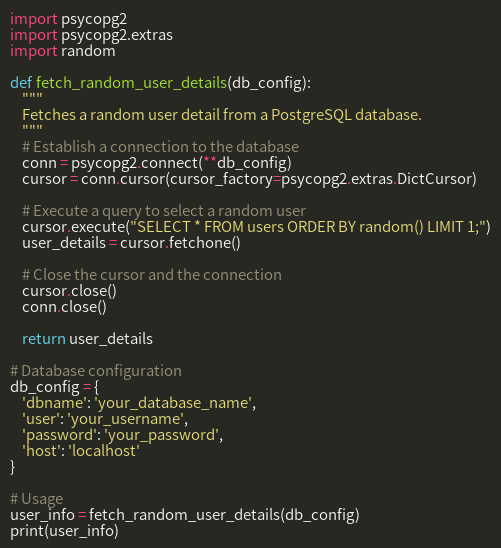 import psycopg2
import psycopg2.extras
import random
def fetch_random_user_details(db_config):
"""
Fetches a random user detail from a PostgreSQL database.
"""
# Establish a connection to the database
conn = psycopg2.connect(**db_config)
cursor = conn.cursor(cursor_factory=psycopg2.extras.DictCursor)
# Execute a query to select a random user
cursor.execute("SELECT * FROM users ORDER BY random() LIMIT 1;")
user_details = cursor.fetchone()
# Close the cursor and the connection
cursor.close()
conn.close()
return user_details
# Database configuration
db_config = {
'dbname': 'your_database_name',
'user': 'your_username',
'password': 'your_password',
'host': 'localhost'
}
# Usage
user_info = fetch_random_user_details(db_config)
print(user_info)